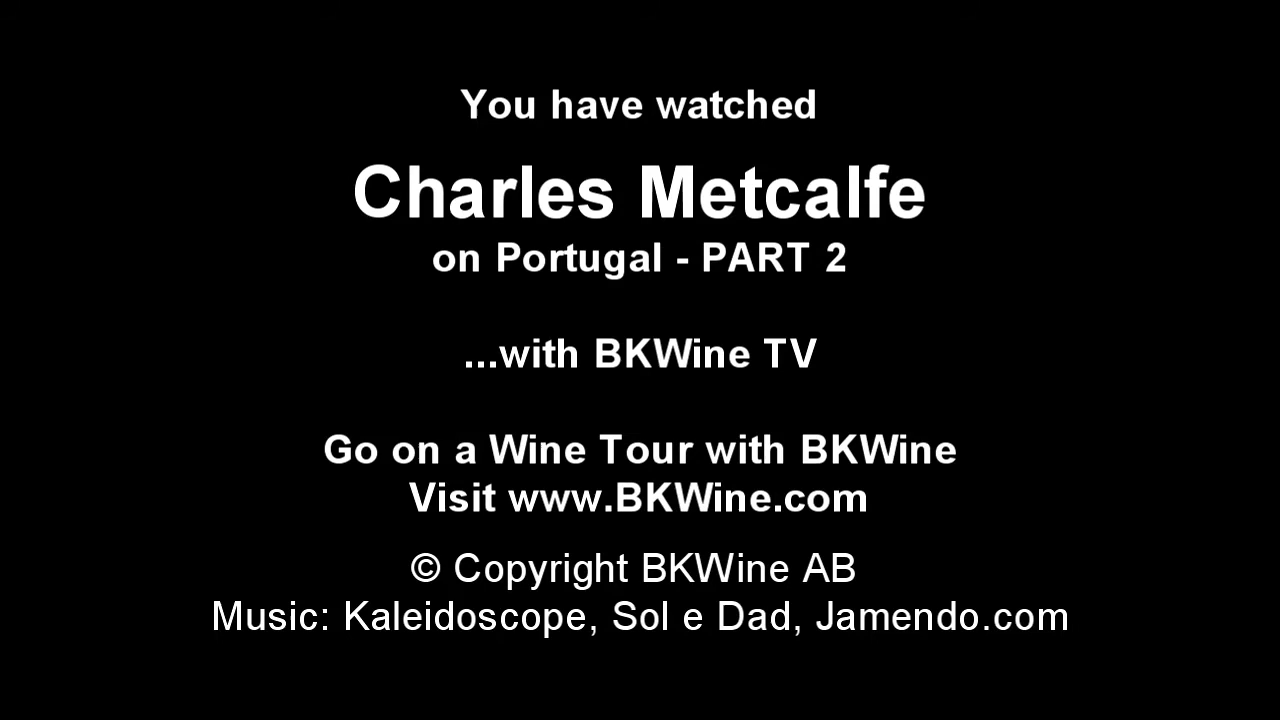 You have watched
Charles Metcalfe
on Portugal - PART 2
...with BKWine TV
Go on a Wine Tour with BKWine
Visit www.BKWine.com
© Copyright BKWine AB
Music: Kaleidoscope, Sol e Dad, Jamendo.com